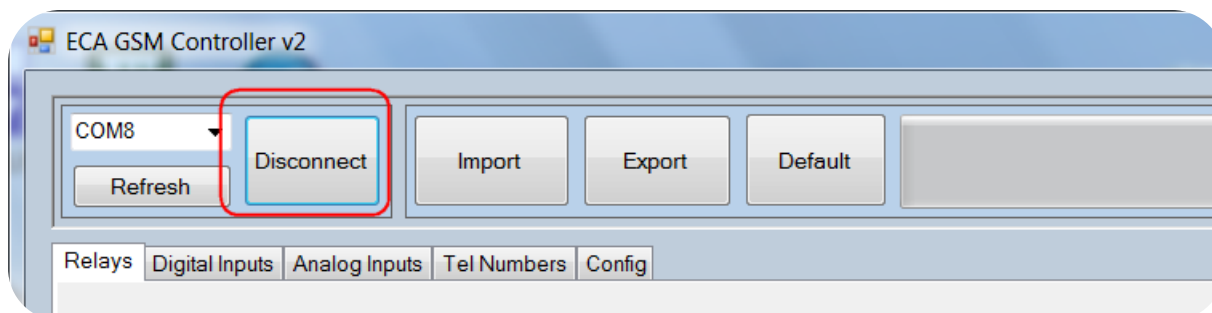 ECA GSM Controller v2
COM8
Refresh
Disconnect
Import
Export
Default
Relays
Digital Inputs
Analog Inputs
Tel Numbers
Config